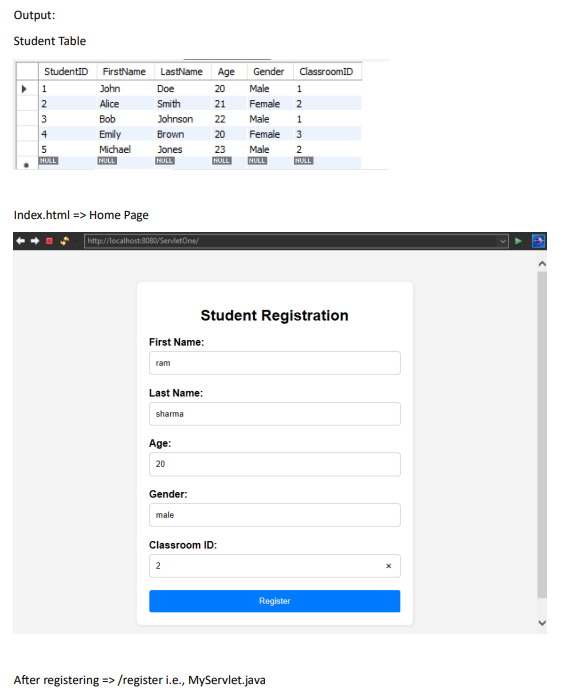 Output:
Student Table
StudentID FirstName LastName Age Gender ClassroomID
1 John Doe 20 Male 1
2 Alice Smith 21 Female 2
3 Bob Johnson 22 Male 1
4 Emily Brown 20 Female 3
5 Michael Jones 23 Male 2
NULL NULL NULL NULL NULL NULL
Index.html => Home Page
http://localhost:8080/ServletOne/
Student Registration
First Name:
ram
Last Name:
sharma
Age:
20
Gender:
male
Classroom ID:
2
Register
After registering => /register i.e., MyServlet.java